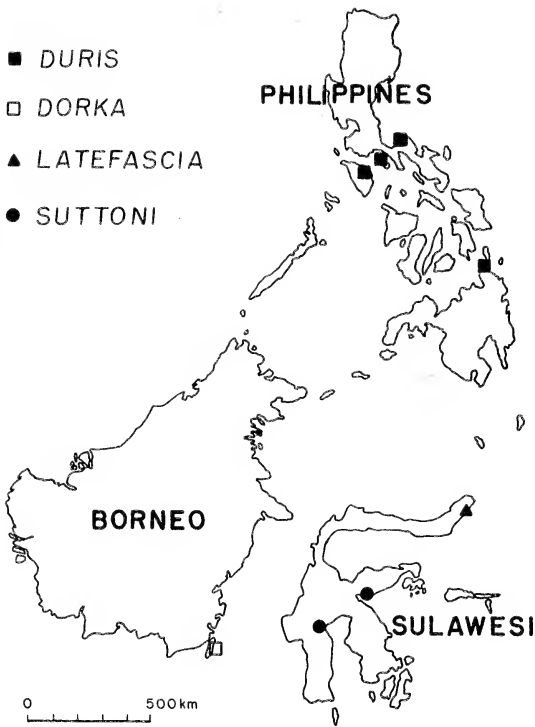 DURIS
DORKA
LATEFASCIA
SUTTONI
PHILIPPINES
BORNEO
SULAWESI
0 500km